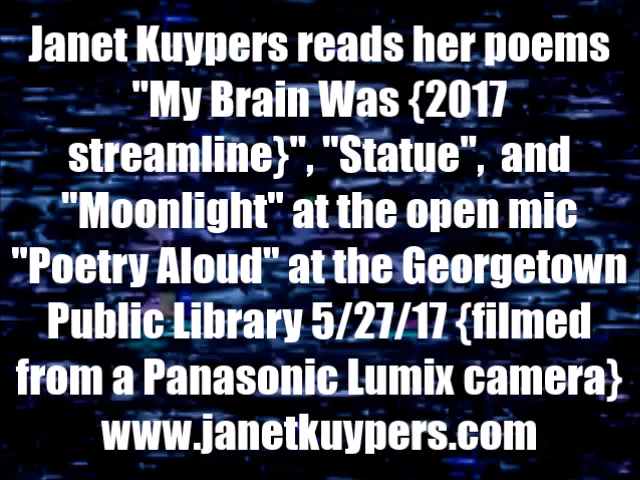 Janet Kuypers reads her poems
"My Brain Was {2017
streamline}", "Statue",  and
"Moonlight" at the open mic
"Poetry Aloud" at the Georgetown
Public Library 5/27/17 {filmed
from a Panasonic Lumix camera}
www.janetkuypers.com